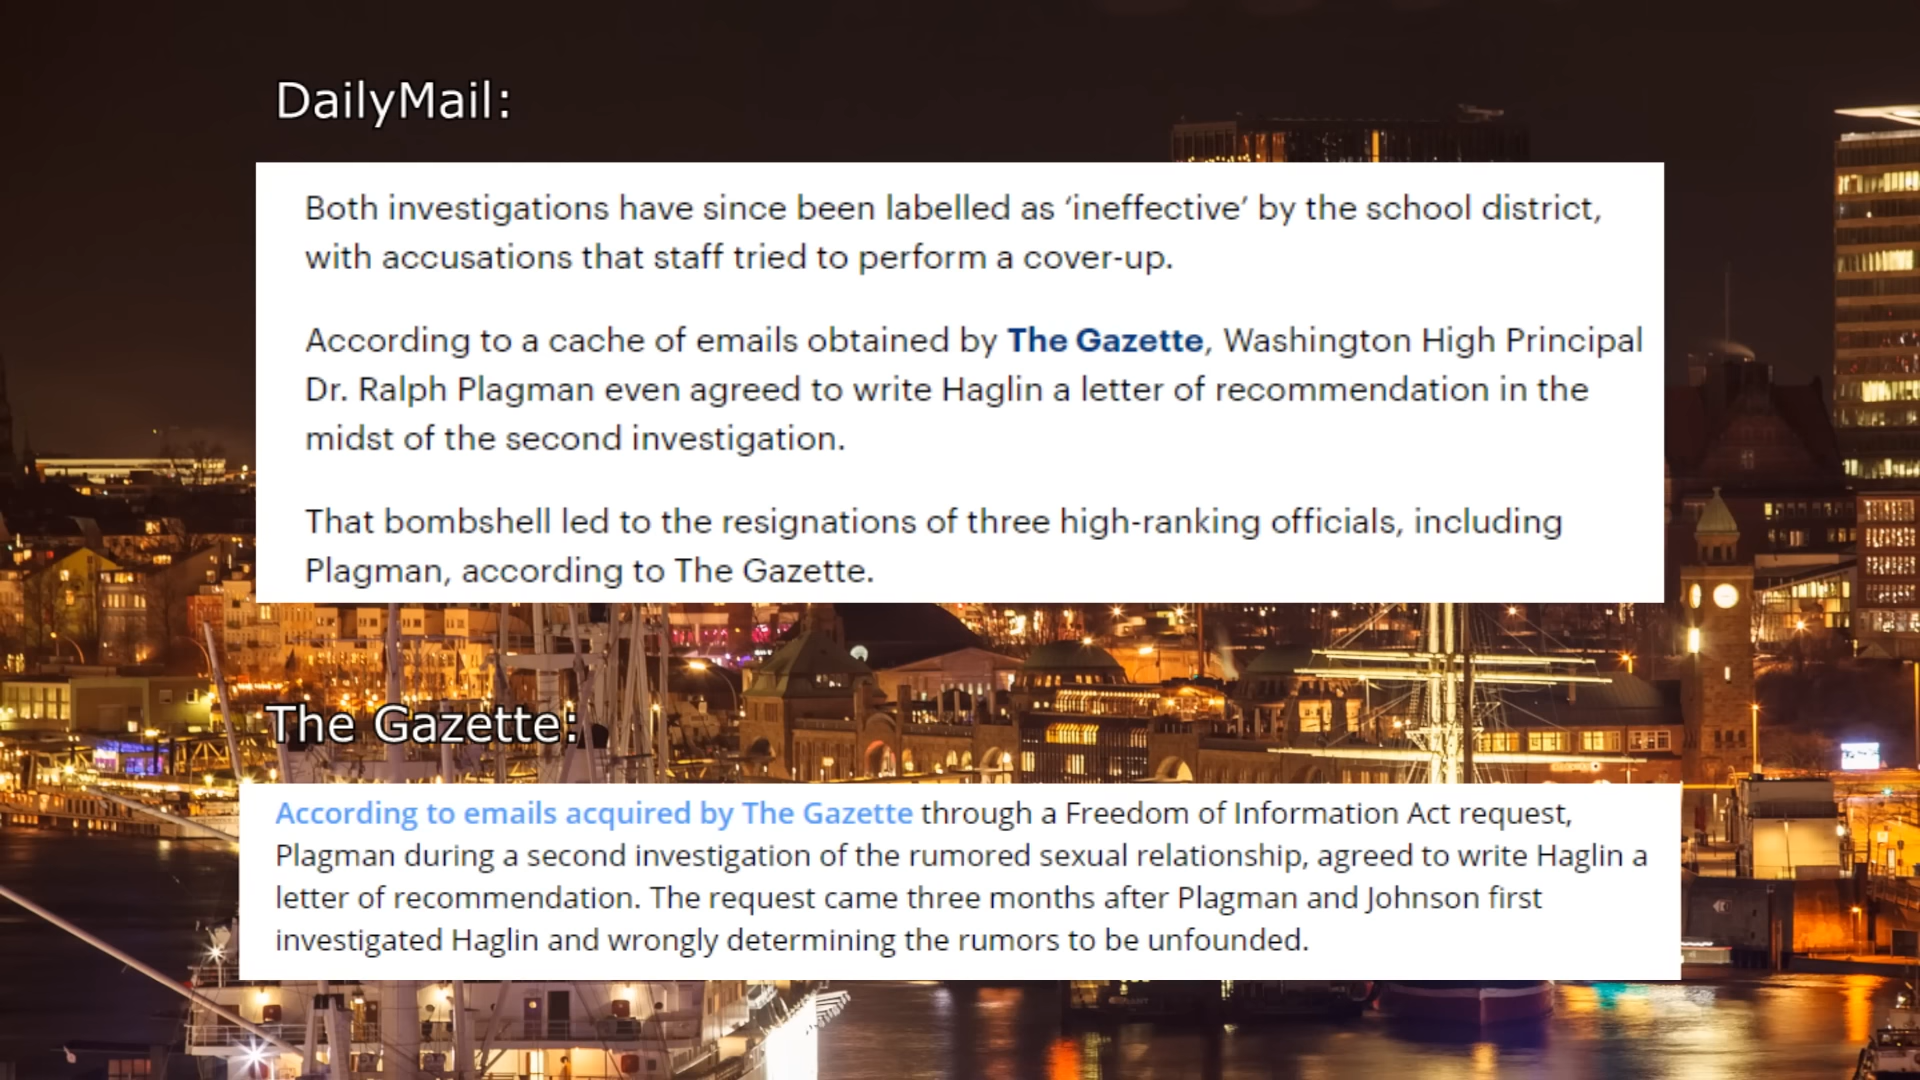 DailyMail:
Both investigations have since been labelled as ‘ineffective’ by the school district,
with accusations that staff tried to perform a cover-up.
According to a cache of emails obtained by The Gazette, Washington High Principal
Dr. Ralph Plagman even agreed to write Haglin a letter of recommendation in the
midst of the second investigation.
That bombshell led to the resignations of three high-ranking officials, including
Plagman, according to The Gazette.
The Gazette:
According to emails acquired by The Gazette through a Freedom of Information Act request,
Plagman during a second investigation of the rumored sexual relationship, agreed to write Haglin a
letter of recommendation. The request came three months after Plagman and Johnson first
investigated Haglin and wrongly determining the rumors to be unfounded.